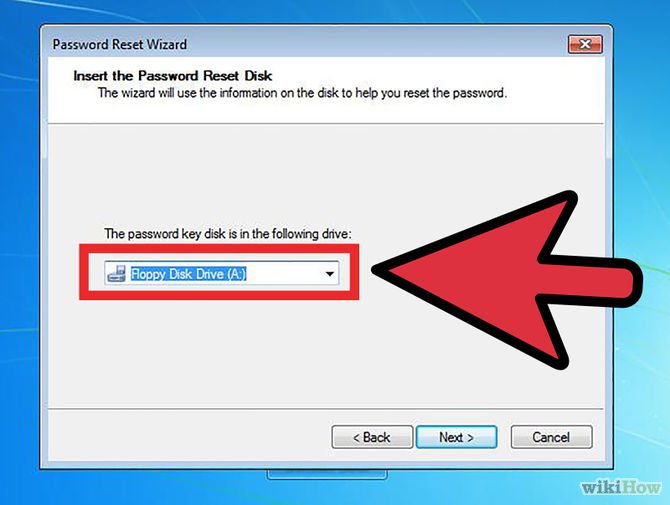 Password Reset Wizard
Insert the Password Reset Disk
The wizard will use the information on the disk to help you reset the password.
The password key disk is in the following drive:
Floppy Disk Drive (A:)
< Back
Next >
Cancel
wikiHow